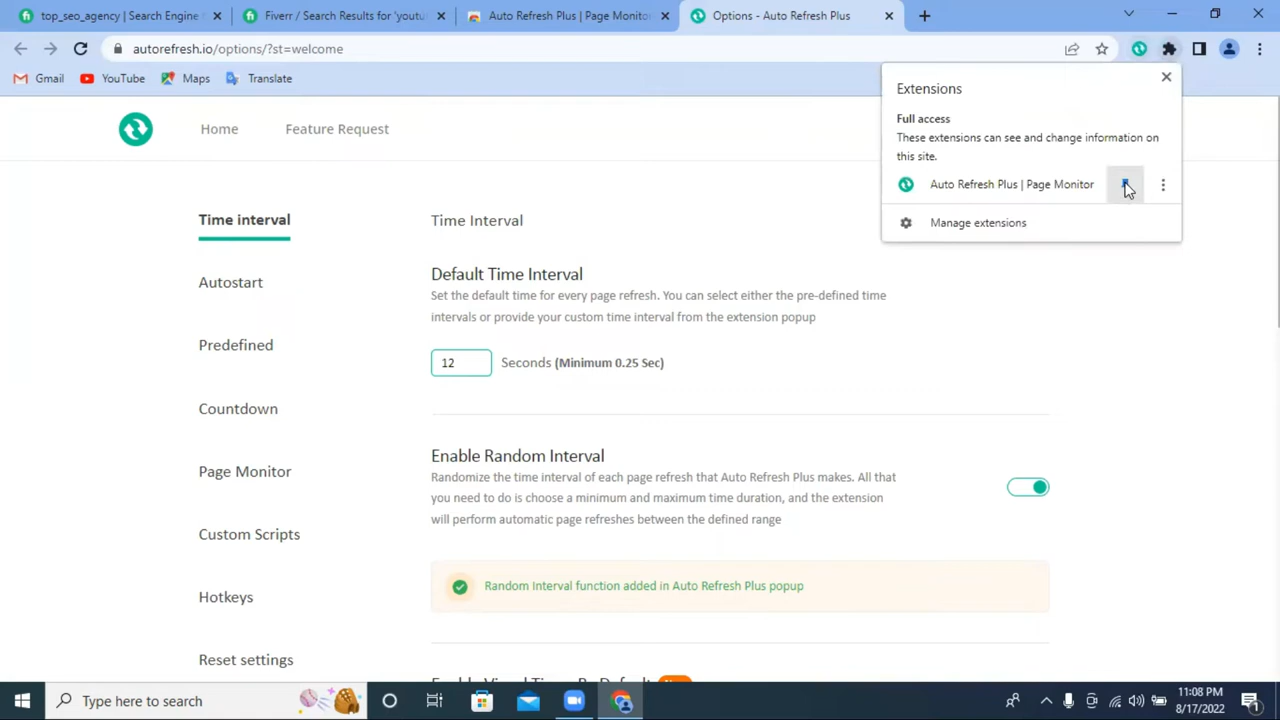 top_seo_agency | Search Engine
Fiverr / Search Results for 'youtu
Auto Refresh Plus | Page Monitor
Options - Auto Refresh Plus
autorefresh.io/options/?st=welcome
Gmail
YouTube
Maps
Translate
Extensions
Full access
These extensions can see and change information on
this site.
Auto Refresh Plus | Page Monitor
Manage extensions
Home
Feature Request
Time interval
Autostart
Predefined
Countdown
Page Monitor
Custom Scripts
Hotkeys
Reset settings
Time Interval
Default Time Interval
Set the default time for every page refresh. You can select either the pre-defined time
intervals or provide your custom time interval from the extension popup
12 Seconds (Minimum 0.25 Sec)
Enable Random Interval
Randomize the time interval of each page refresh that Auto Refresh Plus makes. All that
you need to do is choose a minimum and maximum time duration, and the extension
will perform automatic page refreshes between the defined range
Random Interval function added in Auto Refresh Plus popup
Type here to search
11:08 PM
8/17/2022
1